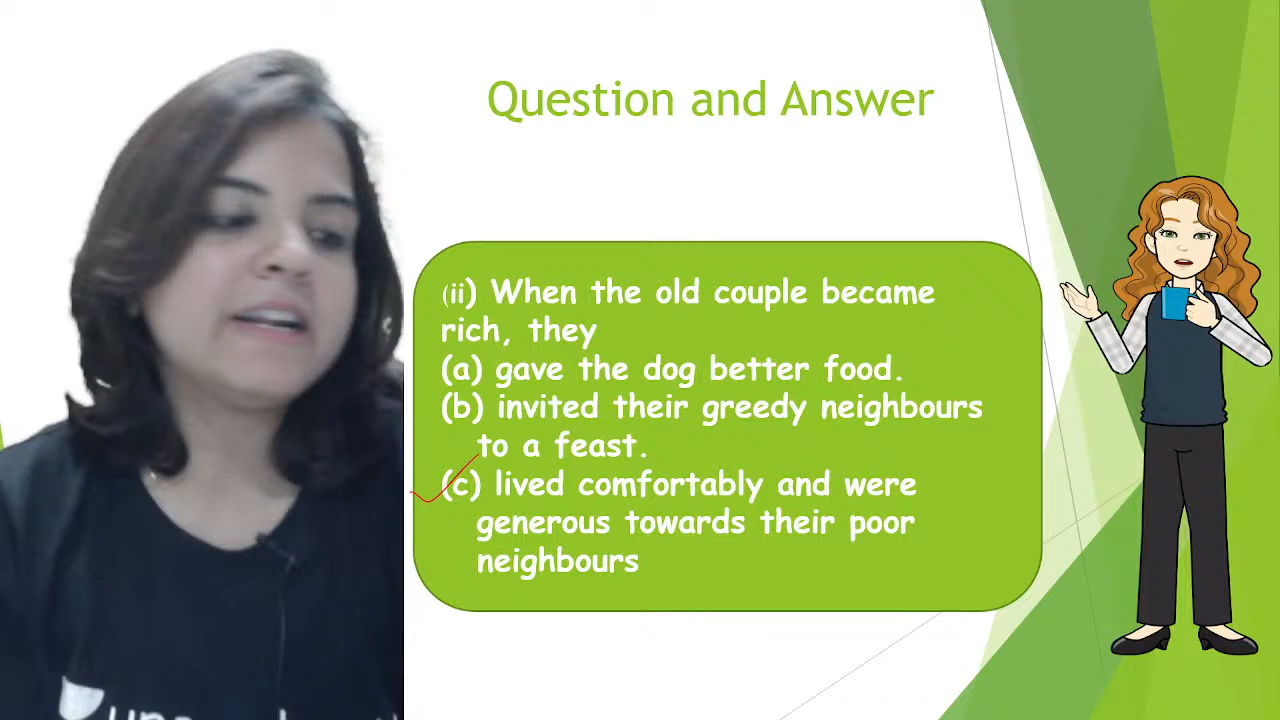 Question and Answer
(ii) When the old couple became
rich, they
(a) gave the dog better food.
(b) invited their greedy neighbours
to a feast.
(c) lived comfortably and were
generous towards their poor
neighbours